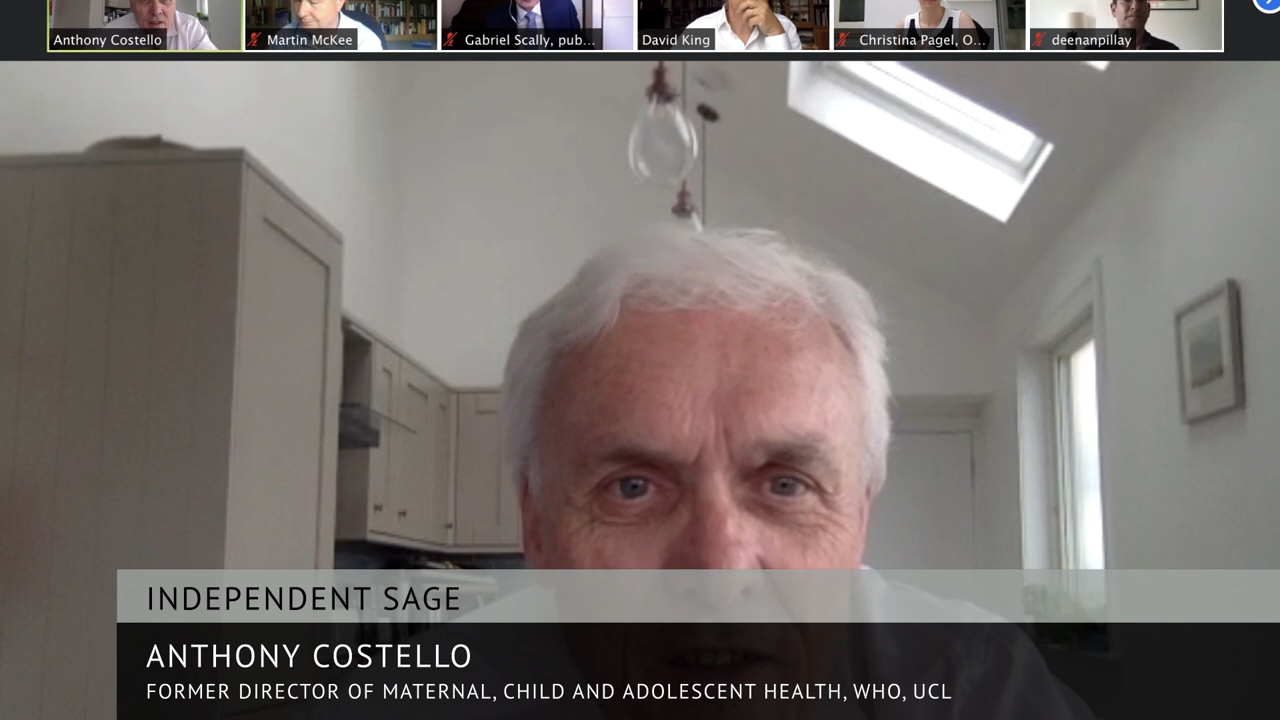 Anthony Costello
Martin McKee
Gabriel Scally, pub...
David King
Christina Pagel, O...
deenanpillay
INDEPENDENT SAGE
ANTHONY COSTELLO
FORMER DIRECTOR OF MATERNAL, CHILD AND ADOLESCENT HEALTH, WHO, UCL